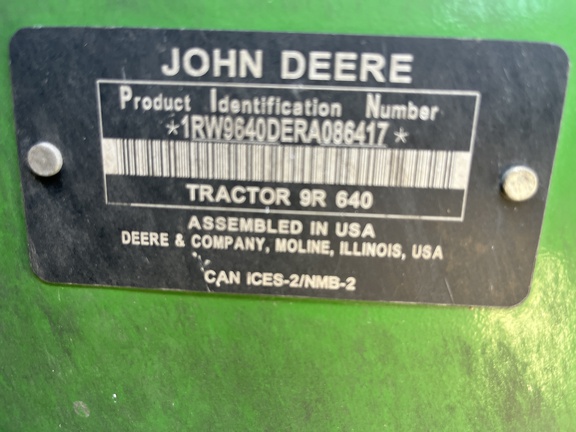 JOHN DEERE
Product Identification Number
*1RW9640DERA086417*
TRACTOR 9R 640
ASSEMBLED IN USA
DEERE & COMPANY, MOLINE, ILLINOIS, USA
CAN ICES-2/NMB-2